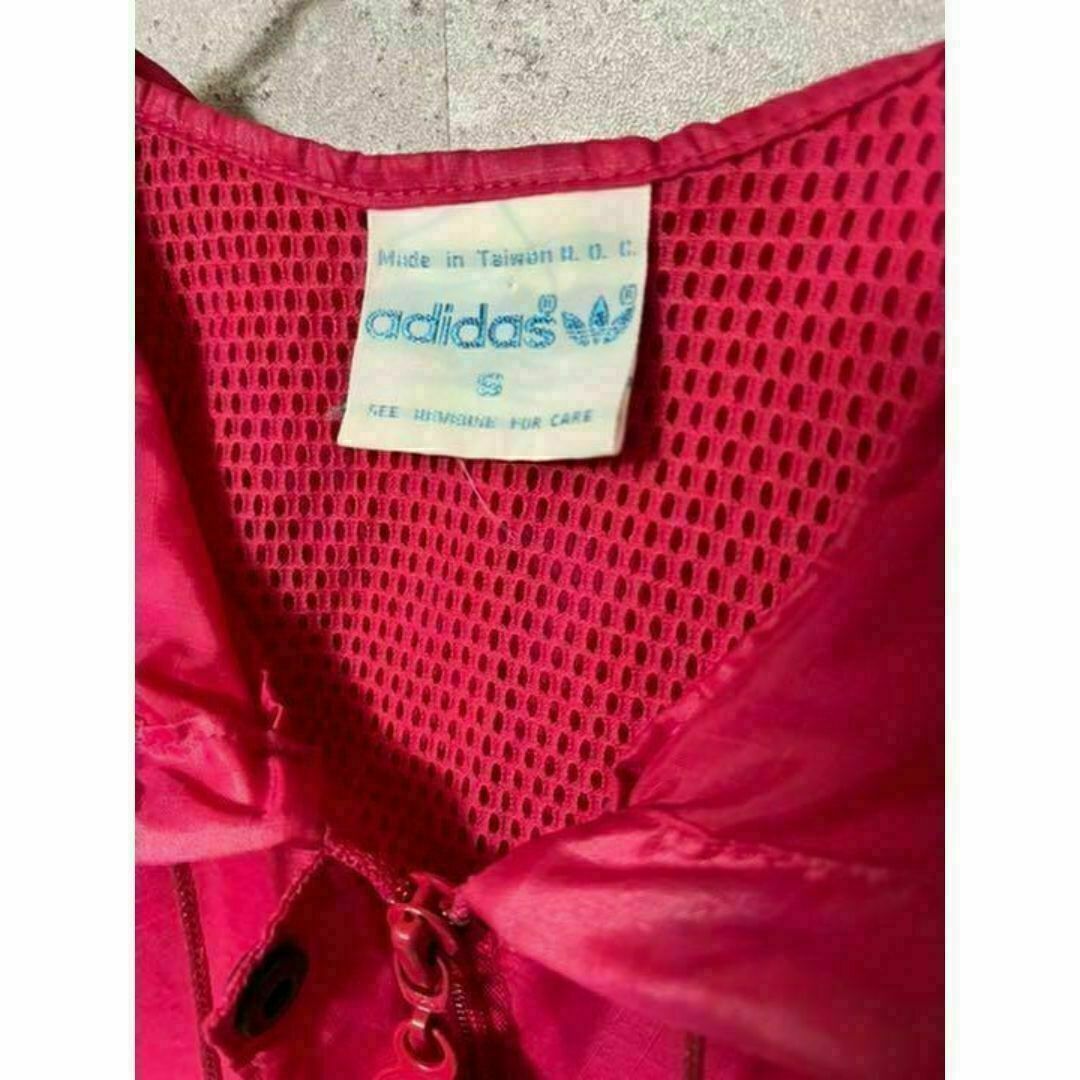 Made in Taiwan R. O. C.
adidas® ®
S
SEE REVERSE FOR CARE